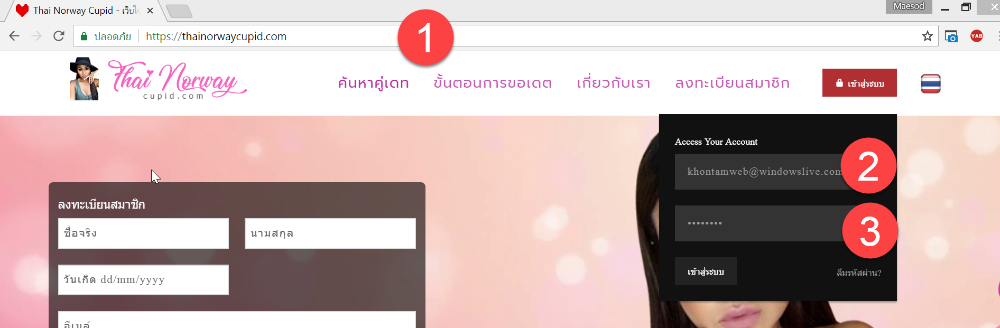 Thai Norway Cupid - เว็บไซ
Maesod
ปลอดภัย
https://thainorwaycupid.com
1
YAB
Thai Norway
cupid.com
ค้นหาคู่เดท
ขั้นตอนการขอเดต
เกี่ยวกับเรา
ลงทะเบียนสมาชิก
เข้าสู่ระบบ
Access Your Account
khontamweb@windowslive.com
2
••••••••
3
เข้าสู่ระบบ
ลืมรหัสผ่าน?
ลงทะเบียนสมาชิก
ชื่อจริง
นามสกุล
วันเกิด dd/mm/yyyy
อีเมล์